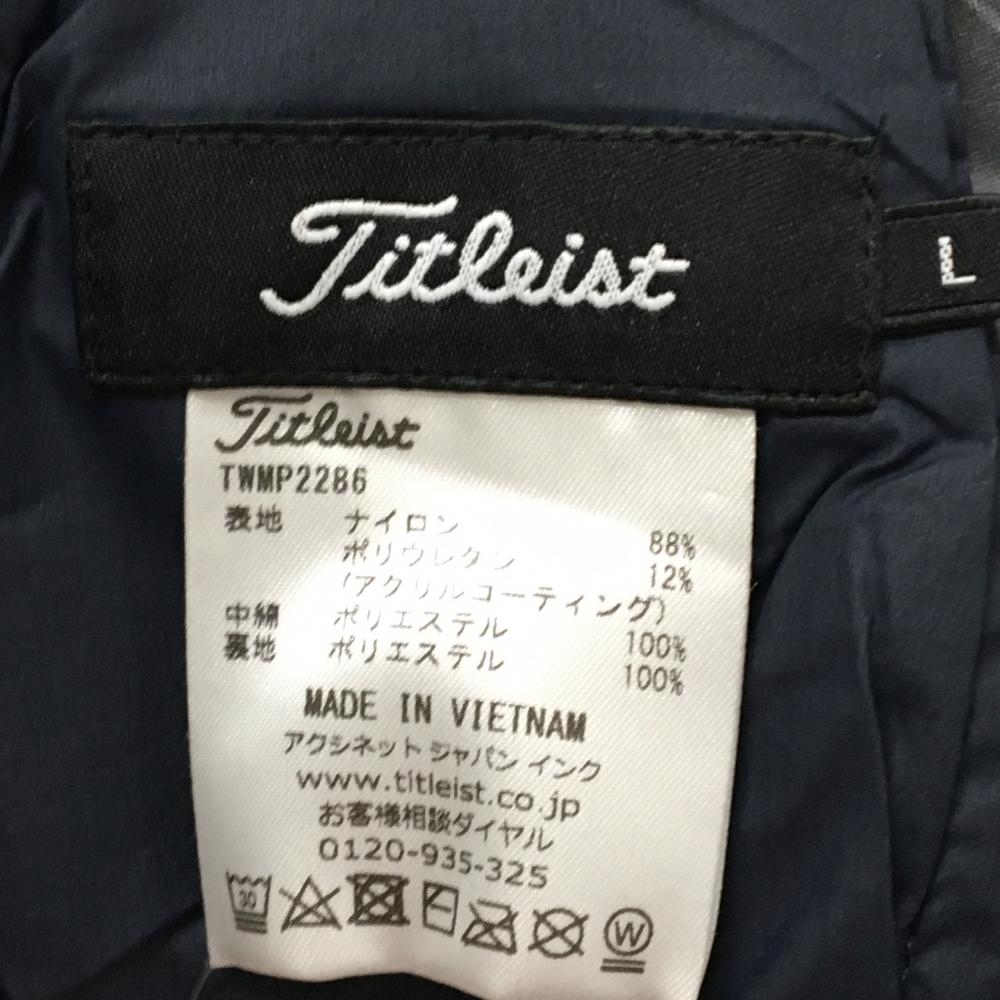 Titleist
L
Titleist
TWMP2286
表地 ナイロン 88%
ポリウレタン 12%
(アクリルコーティング)
中綿 ポリエステル 100%
裏地 ポリエステル 100%
MADE IN VIETNAM
アクシネット ジャパン インク
www.titleist.co.jp
お客様相談ダイヤル
0120-935-325
30
W